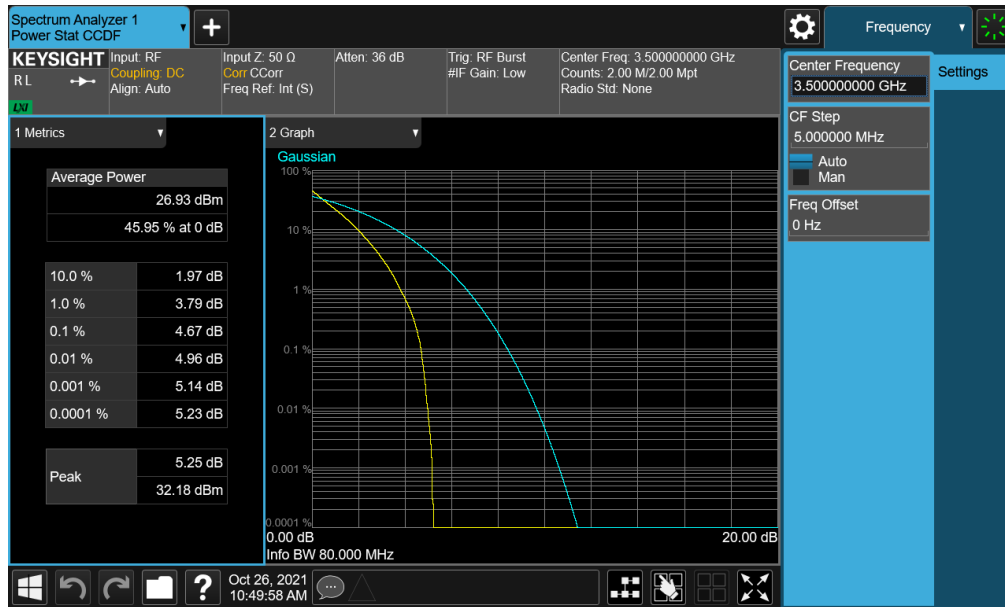 Spectrum Analyzer 1
Power Stat CCDF
+
Frequency
KEYSIGHT
R L
LXI
Input: RF
Coupling: DC
Align: Auto
Input Z: 50 Ω
Corr CCorr
Freq Ref: Int (S)
Atten: 36 dB
Trig: RF Burst
#IF Gain: Low
Center Freq: 3.500000000 GHz
Counts: 2.00 M/2.00 Mpt
Radio Std: None
Center Frequency
3.500000000 GHz
Settings
CF Step
5.000000 MHz
Auto
Man
Freq Offset
0 Hz
1 Metrics
Average Power
26.93 dBm
45.95 % at 0 dB
10.0 % 1.97 dB
1.0 % 3.79 dB
0.1 % 4.67 dB
0.01 % 4.96 dB
0.001 % 5.14 dB
0.0001 % 5.23 dB
Peak
5.25 dB
32.18 dBm
2 Graph
Gaussian
100 %
10 %
1 %
0.1 %
0.01 %
0.001 %
0.0001 %
0.00 dB 20.00 dB
Info BW 80.000 MHz
?
Oct 26, 2021
10:49:58 AM